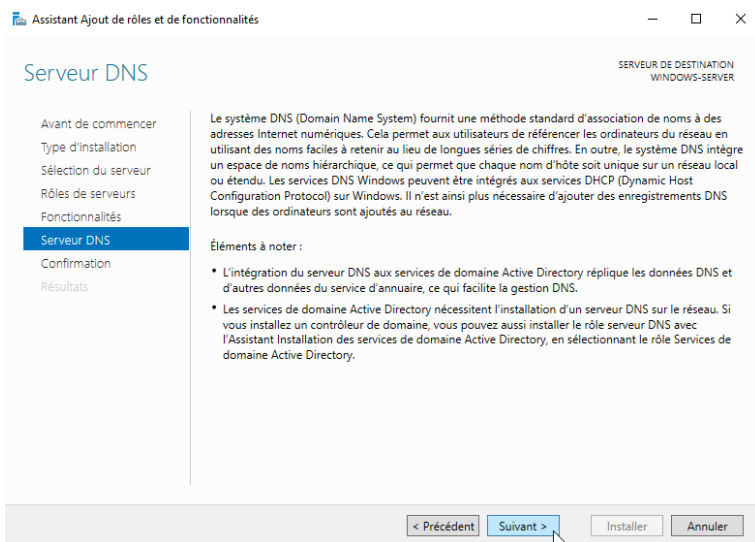 Assistant Ajout de rôles et de fonctionnalités
Serveur DNS
SERVEUR DE DESTINATION
WINDOWS-SERVER
Avant de commencer
Type d'installation
Sélection du serveur
Rôles de serveurs
Fonctionnalités
Serveur DNS
Confirmation
Résultats
Le système DNS (Domain Name System) fournit une méthode standard d'association de noms à des
adresses Internet numériques. Cela permet aux utilisateurs de référencer les ordinateurs du réseau en
utilisant des noms faciles à retenir au lieu de longues séries de chiffres. En outre, le système DNS intègre
un espace de noms hiérarchique, ce qui permet que chaque nom d'hôte soit unique sur un réseau local
ou étendu. Les services DNS Windows peuvent être intégrés aux services DHCP (Dynamic Host
Configuration Protocol) sur Windows. Il n'est ainsi plus nécessaire d'ajouter des enregistrements DNS
lorsque des ordinateurs sont ajoutés au réseau.
Éléments à noter :
• L'intégration du serveur DNS aux services de domaine Active Directory réplique les données DNS et
d'autres données du service d'annuaire, ce qui facilite la gestion DNS.
• Les services de domaine Active Directory nécessitent l'installation d'un serveur DNS sur le réseau. Si
vous installez un contrôleur de domaine, vous pouvez aussi installer le rôle serveur DNS avec
l'Assistant Installation des services de domaine Active Directory, en sélectionnant le rôle Services de
domaine Active Directory.
< Précédent
Suivant >
Installer
Annuler